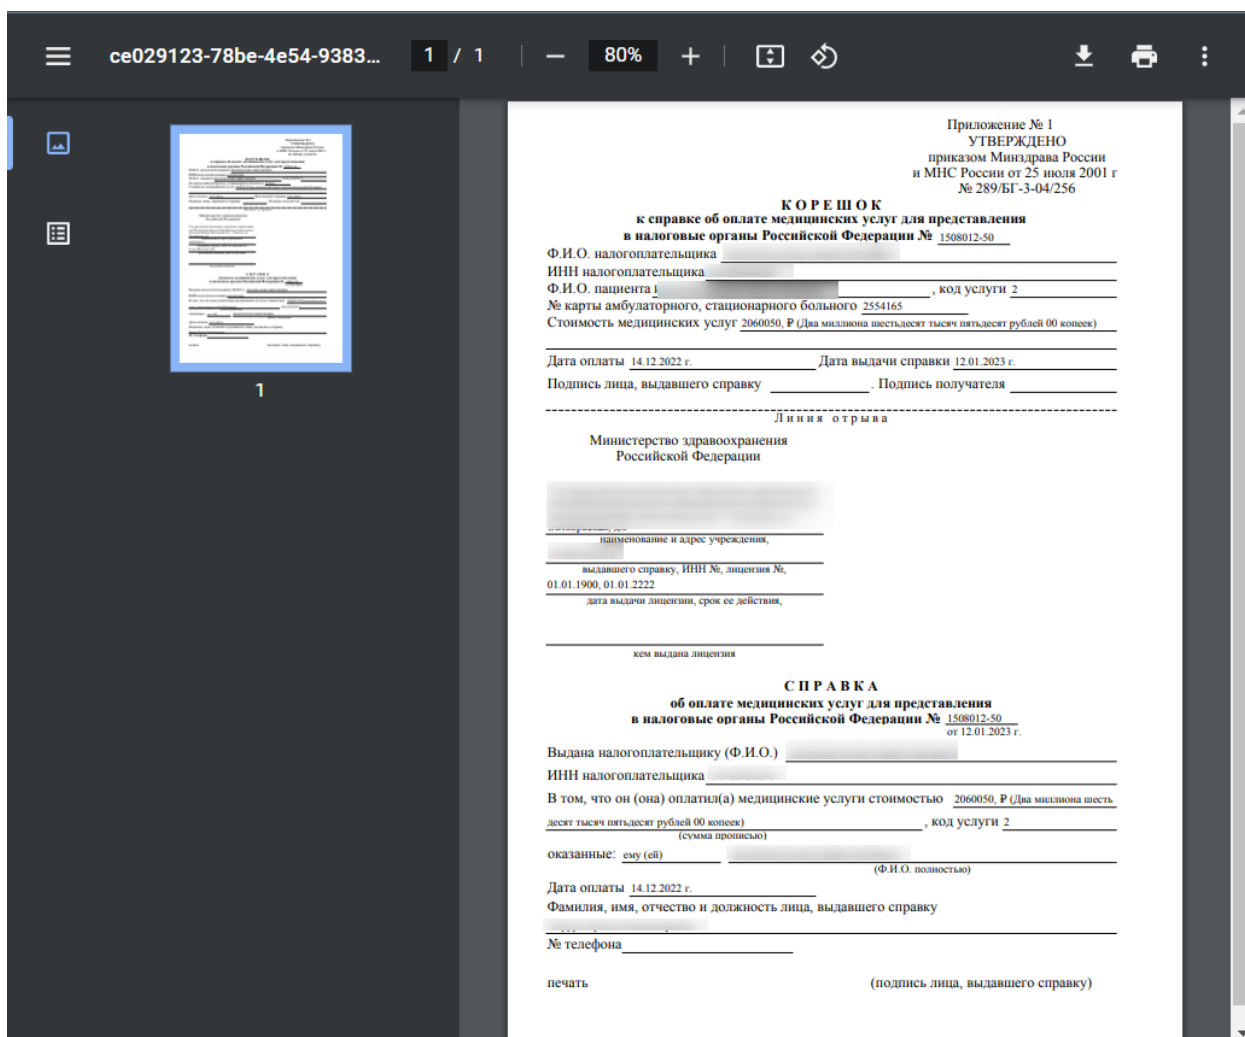 ce029123-78be-4e54-9383... 1 / 1 80%
1
Приложение № 1
УТВЕРЖДЕНО
приказом Минздрава России
и МНС России от 25 июля 2001 г
№ 289/БГ-3-04/256
КОРЕШОК
к справке об оплате медицинских услуг для представления
в налоговые органы Российской Федерации № 1508012-50
Ф.И.О. налогоплательщика
ИНН налогоплательщика
Ф.И.О. пациента , код услуги 2
№ карты амбулаторного, стационарного больного 2554165
Стоимость медицинских услуг 2060050, ₽ (Два миллиона шестьдесят тысяч пятьдесят рублей 00 копеек)
Дата оплаты 14.12.2022 г. Дата выдачи справки 12.01.2023 г.
Подпись лица, выдавшего справку . Подпись получателя
Линия отрыва
Министерство здравоохранения
Российской Федерации
наименование и адрес учреждения,
выдавшего справку, ИНН №, лицензия №,
01.01.1900, 01.01.2222
дата выдачи лицензии, срок ее действия,
кем выдана лицензия
СПРАВКА
об оплате медицинских услуг для представления
в налоговые органы Российской Федерации № 1508012-50
от 12.01.2023 г.
Выдана налогоплательщику (Ф.И.О.)
ИНН налогоплательщика
В том, что он (она) оплатил(а) медицинские услуги стоимостью 2060050, ₽ (Два миллиона шесть
десят тысяч пятьдесят рублей 00 копеек) , код услуги 2
(сумма прописью)
оказанные: ему (ей)
(Ф.И.О. полностью)
Дата оплаты 14.12.2022 г.
Фамилия, имя, отчество и должность лица, выдавшего справку
№ телефона
печать (подпись лица, выдавшего справку)